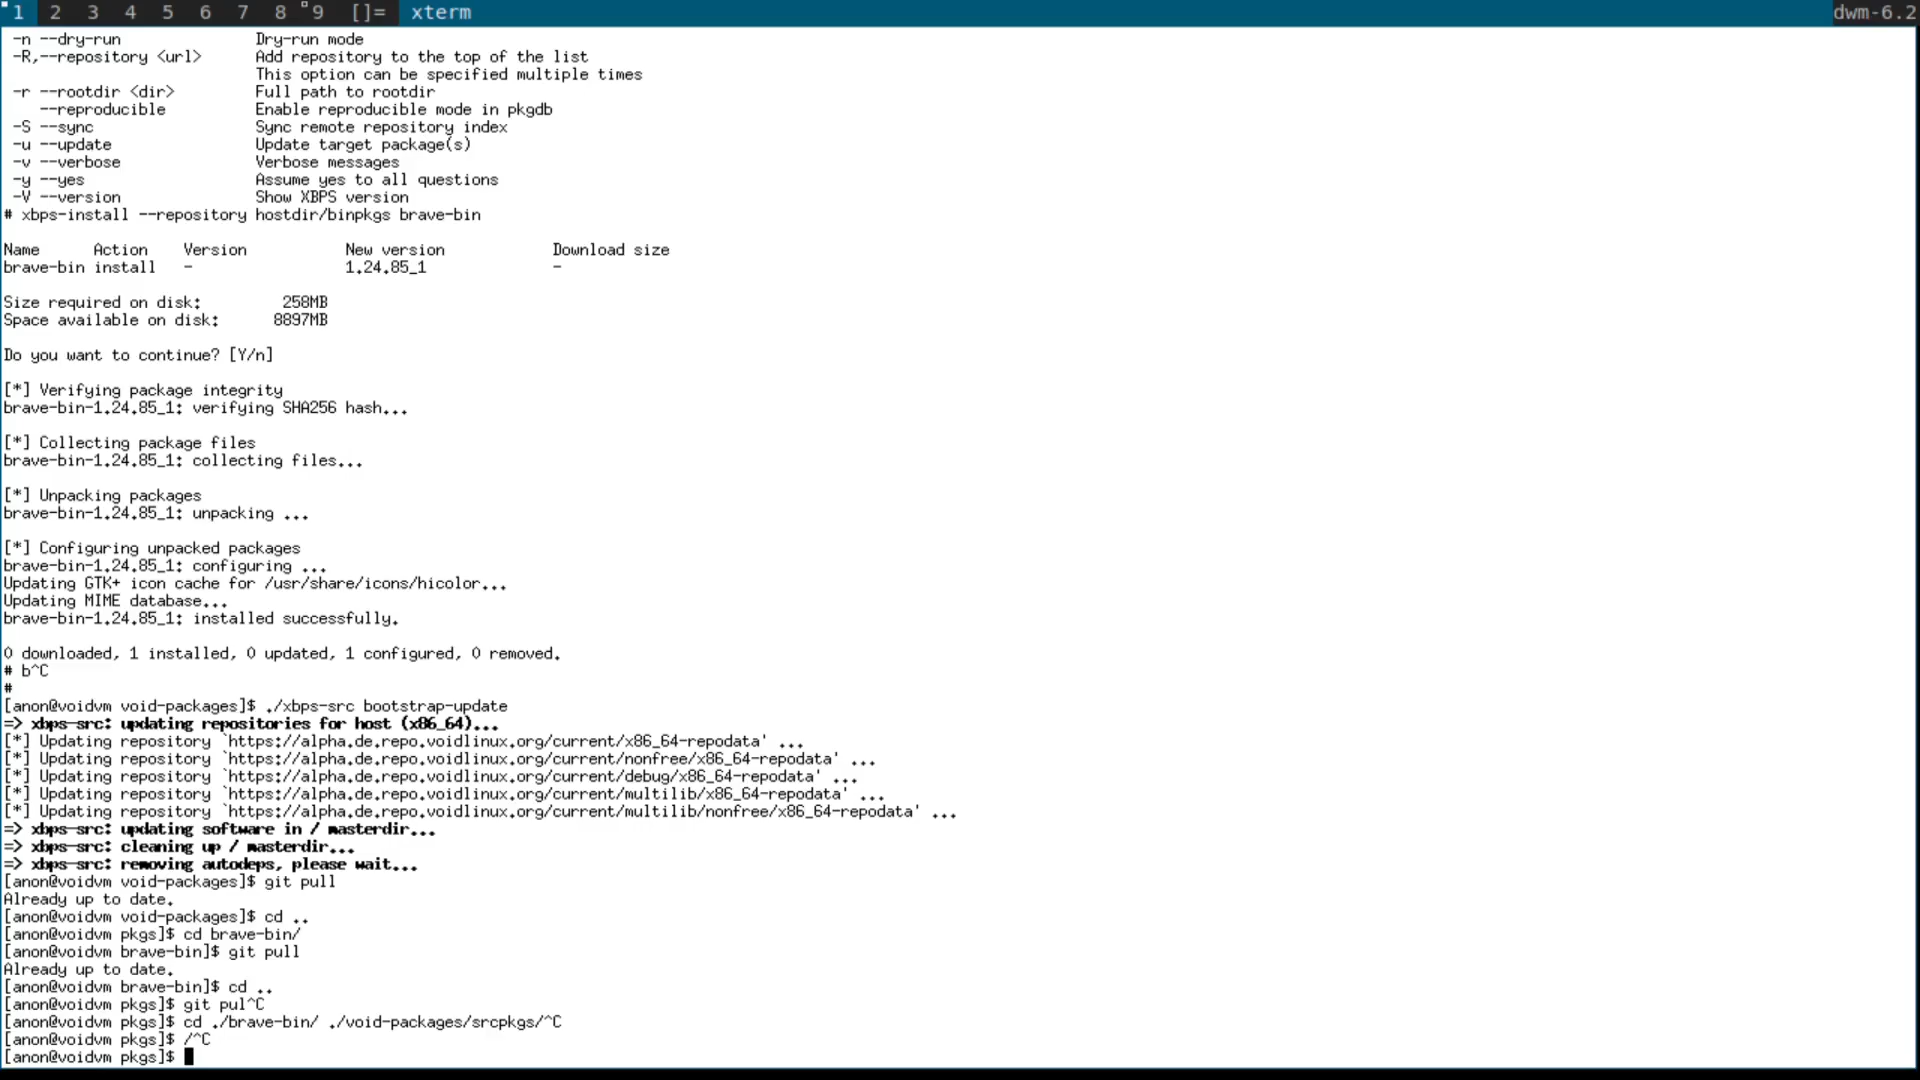 1 2 3 4 5 6 7 8 9 []= xterm dwm-6.2
-n --dry-run Dry-run mode
-R,--repository <url> Add repository to the top of the list
This option can be specified multiple times
-r --rootdir <dir> Full path to rootdir
--reproducible Enable reproducible mode in pkgdb
-S --sync Sync remote repository index
-u --update Update target package(s)
-v --verbose Verbose messages
-y --yes Assume yes to all questions
-V --version Show XBPS version
# xbps-install --repository hostdir/binpkgs brave-bin
Name Action Version New version Download size
brave-bin install - 1.24.85_1 -
Size required on disk: 258MB
Space available on disk: 8897MB
Do you want to continue? [Y/n]
[*] Verifying package integrity
brave-bin-1.24.85_1: verifying SHA256 hash...
[*] Collecting package files
brave-bin-1.24.85_1: collecting files...
[*] Unpacking packages
brave-bin-1.24.85_1: unpacking ...
[*] Configuring unpacked packages
brave-bin-1.24.85_1: configuring ...
Updating GTK+ icon cache for /usr/share/icons/hicolor...
Updating MIME database...
brave-bin-1.24.85_1: installed successfully.
0 downloaded, 1 installed, 0 updated, 1 configured, 0 removed.
# b^C
#
[anon@voidvm void-packages]$ ./xbps-src bootstrap-update
=> xbps-src: updating repositories for host (x86_64)...
[*] Updating repository `https://alpha.de.repo.voidlinux.org/current/x86_64-repodata' ...
[*] Updating repository `https://alpha.de.repo.voidlinux.org/current/nonfree/x86_64-repodata' ...
[*] Updating repository `https://alpha.de.repo.voidlinux.org/current/debug/x86_64-repodata' ...
[*] Updating repository `https://alpha.de.repo.voidlinux.org/current/multilib/x86_64-repodata' ...
[*] Updating repository `https://alpha.de.repo.voidlinux.org/current/multilib/nonfree/x86_64-repodata' ...
=> xbps-src: updating software in / masterdir...
=> xbps-src: cleaning up / masterdir...
=> xbps-src: removing autodeps, please wait...
[anon@voidvm void-packages]$ git pull
Already up to date.
[anon@voidvm void-packages]$ cd ..
[anon@voidvm pkgs]$ cd brave-bin/
[anon@voidvm brave-bin]$ git pull
Already up to date.
[anon@voidvm brave-bin]$ cd ..
[anon@voidvm pkgs]$ git pul^C
[anon@voidvm pkgs]$ cd ./brave-bin/ ./void-packages/srcpkgs/^C
[anon@voidvm pkgs]$ /^C
[anon@voidvm pkgs]$